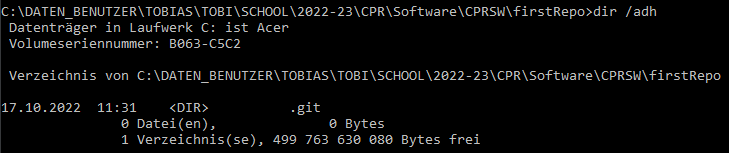 C:\DATEN_BENUTZER\TOBIAS\TOBI\SCHOOL\2022-23\CPR\Software\CPRSW\firstRepo>dir /adh
Datenträger in Laufwerk C: ist Acer
Volumeseriennummer: B063-C5C2
Verzeichnis von C:\DATEN_BENUTZER\TOBIAS\TOBI\SCHOOL\2022-23\CPR\Software\CPRSW\firstRepo
17.10.2022  11:31    <DIR>          .git
0 Datei(en),              0 Bytes
1 Verzeichnis(se), 499 763 630 080 Bytes frei